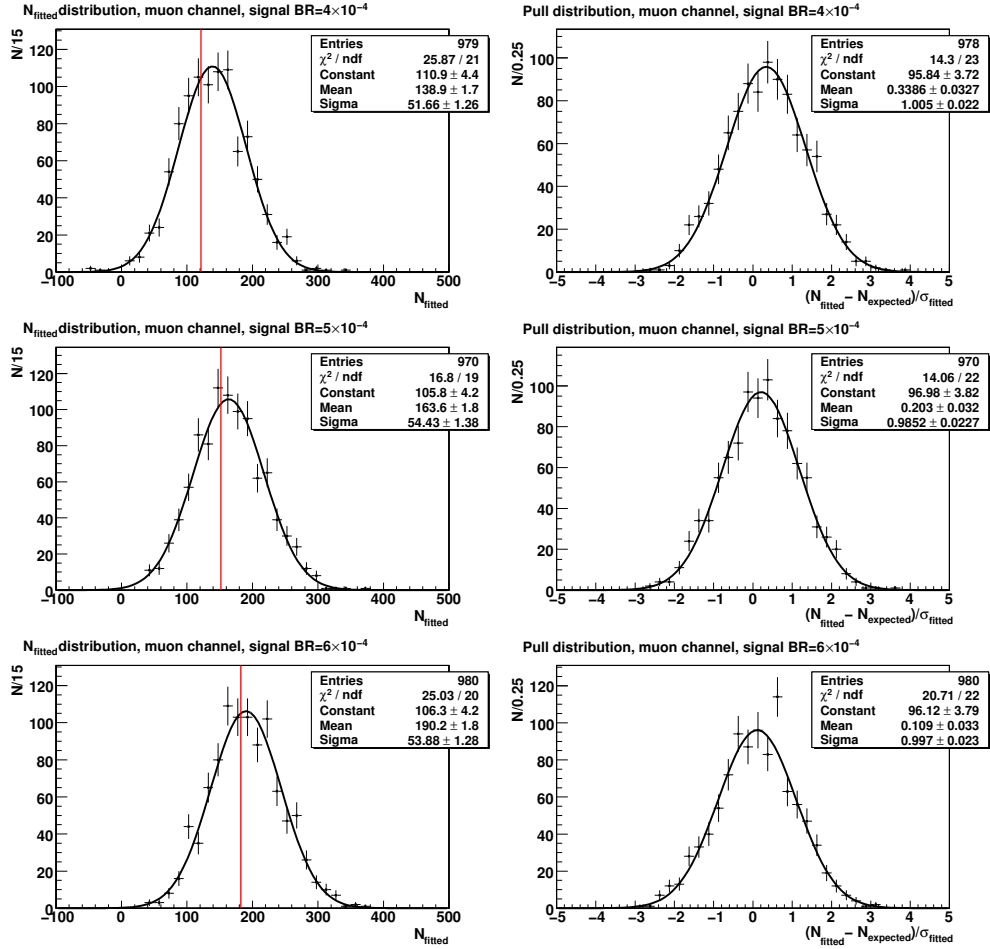 N_fitted distribution, muon channel, signal BR=4×10^-4
N/15
Entries 979
χ² / ndf 25.87 / 21
Constant 110.9 ± 4.4
Mean 138.9 ± 1.7
Sigma 51.66 ± 1.26
120
100
80
60
40
20
0
−100 0 100 200 300 400 500
N_fitted
Pull distribution, muon channel, signal BR=4×10^-4
N/0.25
Entries 978
χ² / ndf 14.3 / 23
Constant 95.84 ± 3.72
Mean 0.3386 ± 0.0327
Sigma 1.005 ± 0.022
100
80
60
40
20
0
−5 −4 −3 −2 −1 0 1 2 3 4 5
(N_fitted − N_expected)/σ_fitted
N_fitted distribution, muon channel, signal BR=5×10^-4
N/15
Entries 970
χ² / ndf 16.8 / 19
Constant 105.8 ± 4.2
Mean 163.6 ± 1.8
Sigma 54.43 ± 1.38
120
100
80
60
40
20
0
−100 0 100 200 300 400 500
N_fitted
Pull distribution, muon channel, signal BR=5×10^-4
N/0.25
Entries 970
χ² / ndf 14.06 / 22
Constant 96.98 ± 3.82
Mean 0.203 ± 0.032
Sigma 0.9852 ± 0.0227
100
80
60
40
20
0
−5 −4 −3 −2 −1 0 1 2 3 4 5
(N_fitted − N_expected)/σ_fitted
N_fitted distribution, muon channel, signal BR=6×10^-4
N/15
Entries 980
χ² / ndf 25.03 / 20
Constant 106.3 ± 4.2
Mean 190.2 ± 1.8
Sigma 53.88 ± 1.28
120
100
80
60
40
20
0
−100 0 100 200 300 400 500
N_fitted
Pull distribution, muon channel, signal BR=6×10^-4
N/0.25
Entries 980
χ² / ndf 20.71 / 22
Constant 96.12 ± 3.79
Mean 0.109 ± 0.033
Sigma 0.997 ± 0.023
120
100
80
60
40
20
0
−5 −4 −3 −2 −1 0 1 2 3 4 5
(N_fitted − N_expected)/σ_fitted